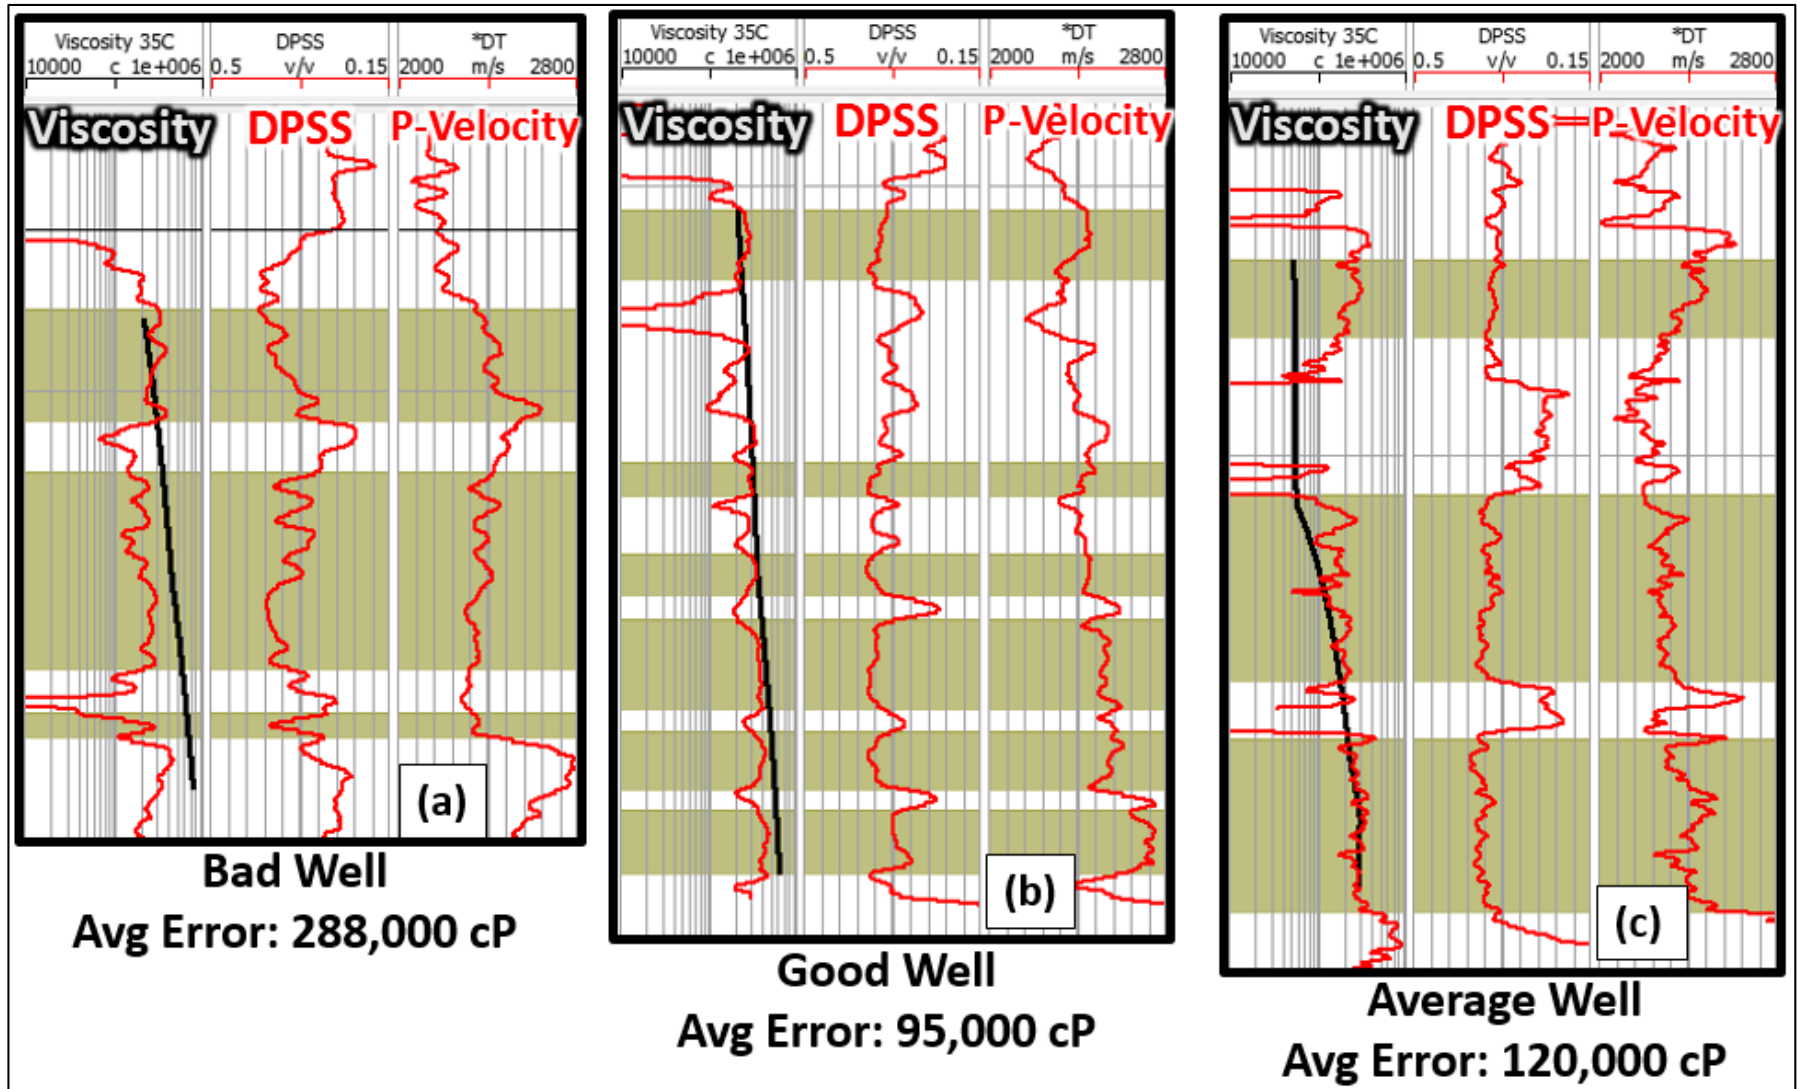 Viscosity 35C DPSS *DT
10000 c 1e+006 0.5 v/v 0.15 2000 m/s 2800
Viscosity DPSS P-Velocity
(a)
Bad Well
Avg Error: 288,000 cP
Viscosity 35C DPSS *DT
10000 c 1e+006 0.5 v/v 0.15 2000 m/s 2800
Viscosity DPSS P-Velocity
(b)
Good Well
Avg Error: 95,000 cP
Viscosity 35C DPSS *DT
10000 c 1e+006 0.5 v/v 0.15 2000 m/s 2800
Viscosity DPSS P-Velocity
(c)
Average Well
Avg Error: 120,000 cP